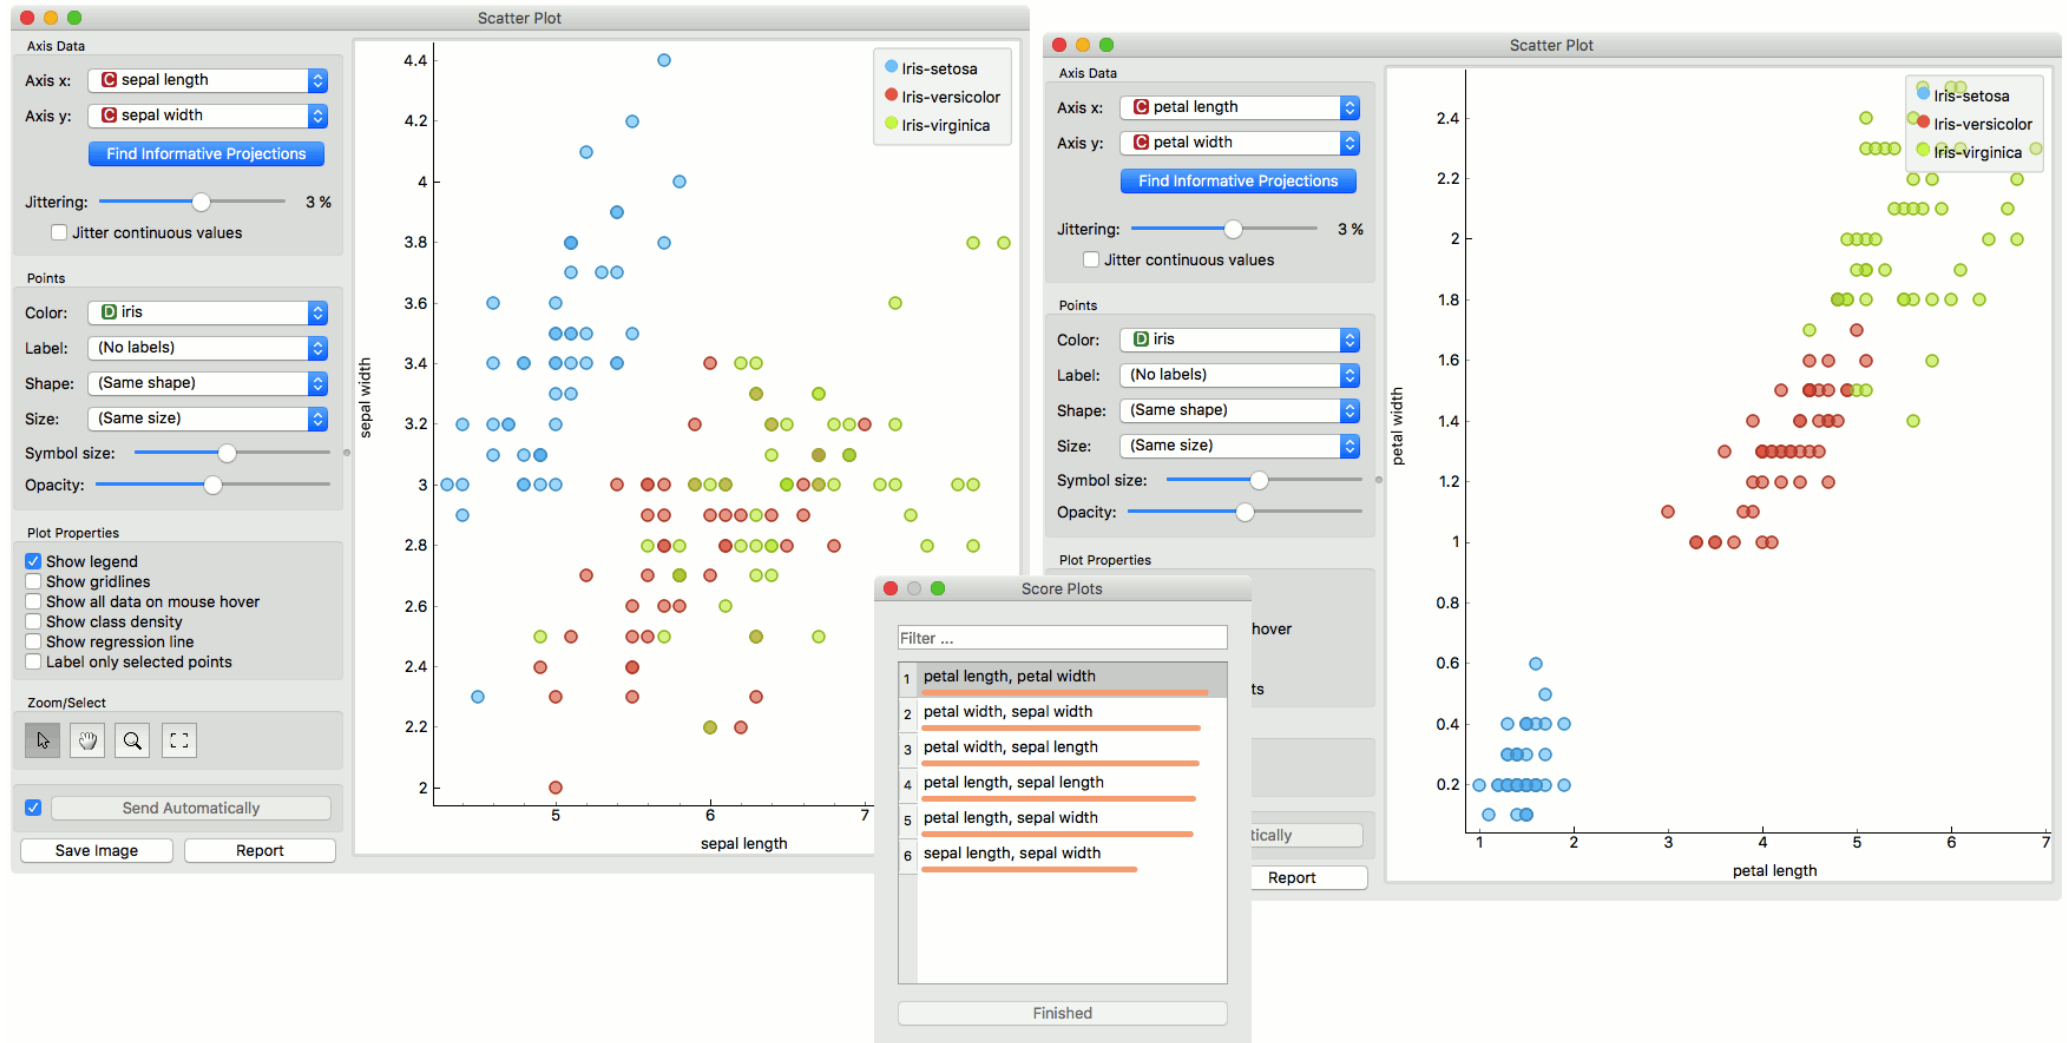 Scatter Plot
Axis Data
Axis x: C sepal length
Axis y: C sepal width
Find Informative Projections
Jittering: 3 %
Jitter continuous values
Points
Color: D iris
Label: (No labels)
Shape: (Same shape)
Size: (Same size)
Symbol size:
Opacity:
Plot Properties
Show legend
Show gridlines
Show all data on mouse hover
Show class density
Show regression line
Label only selected points
Zoom/Select
Send Automatically
Save Image Report
sepal width
4.4
4.2
4
3.8
3.6
3.4
3.2
3
2.8
2.6
2.4
2.2
2
5 6 7
sepal length
Iris-setosa
Iris-versicolor
Iris-virginica
Scatter Plot
Axis Data
Axis x: C petal length
Axis y: C petal width
Find Informative Projections
Jittering: 3 %
Jitter continuous values
Points
Color: D iris
Label: (No labels)
Shape: (Same shape)
Size: (Same size)
Symbol size:
Opacity:
Plot Properties
hover
ts
tically
Report
petal width
2.4
2.2
2
1.8
1.6
1.4
1.2
1
0.8
0.6
0.4
0.2
1 2 3 4 5 6 7
petal length
Iris-setosa
Iris-versicolor
Iris-virginica
Score Plots
Filter ...
1 petal length, petal width
2 petal width, sepal width
3 petal width, sepal length
4 petal length, sepal length
5 petal length, sepal width
6 sepal length, sepal width
Finished